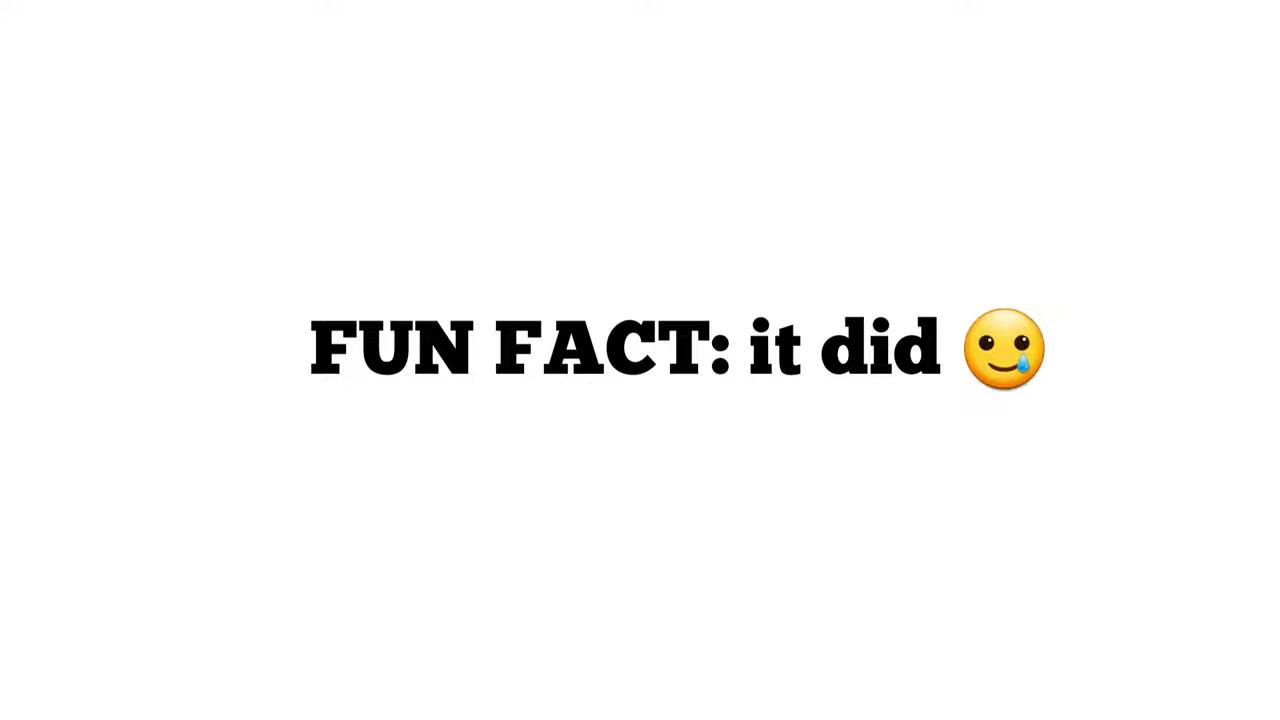 FUN FACT: it did 🥲